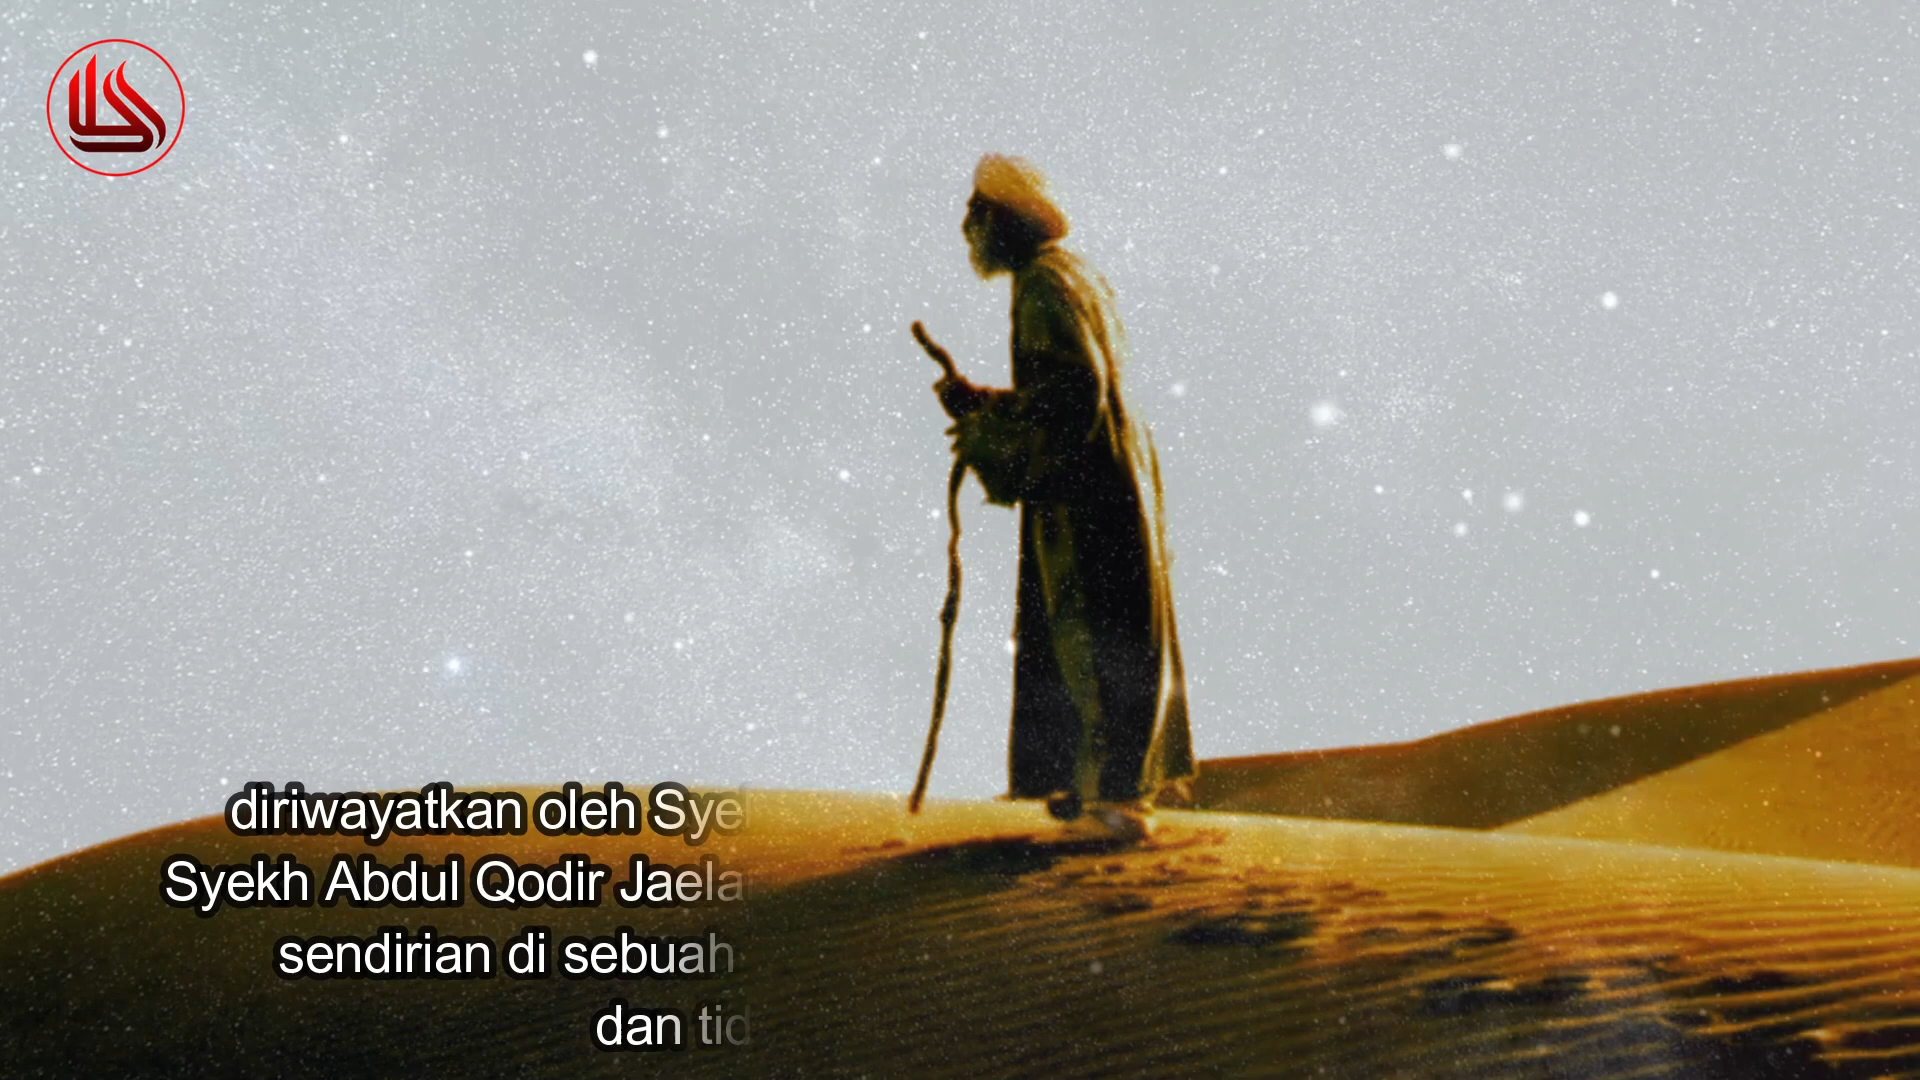 diriwayatkan oleh Sye
Syekh Abdul Qodir Jaela
sendirian di sebuah
dan tid